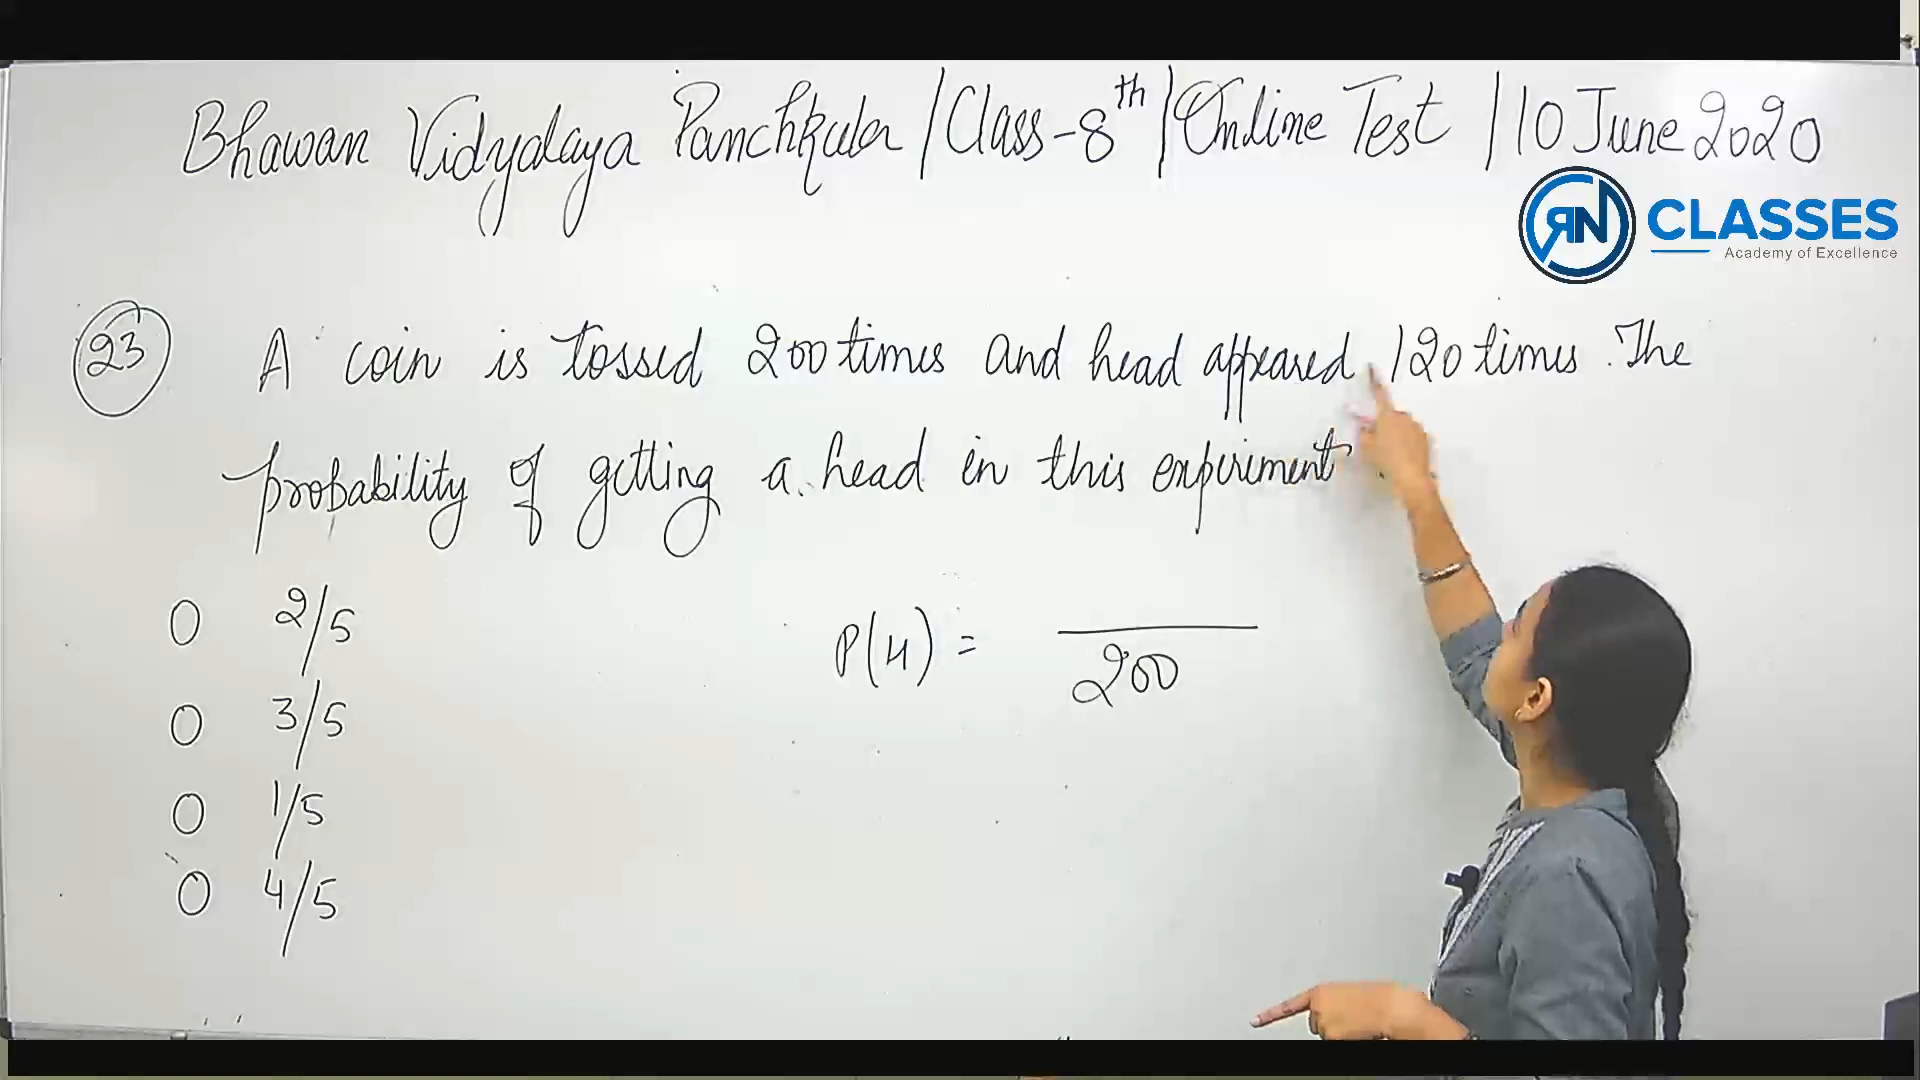 Bhawan Vidyalaya Panchkula / Class-8th / Online Test / 10 June 2020
RN CLASSES
Academy of Excellence
23 A coin is tossed 200 times and head appeared 120 times. The
probability of getting a head in this experiment
O 2/5
O 3/5
O 1/5
O 4/5
P(H) =
200